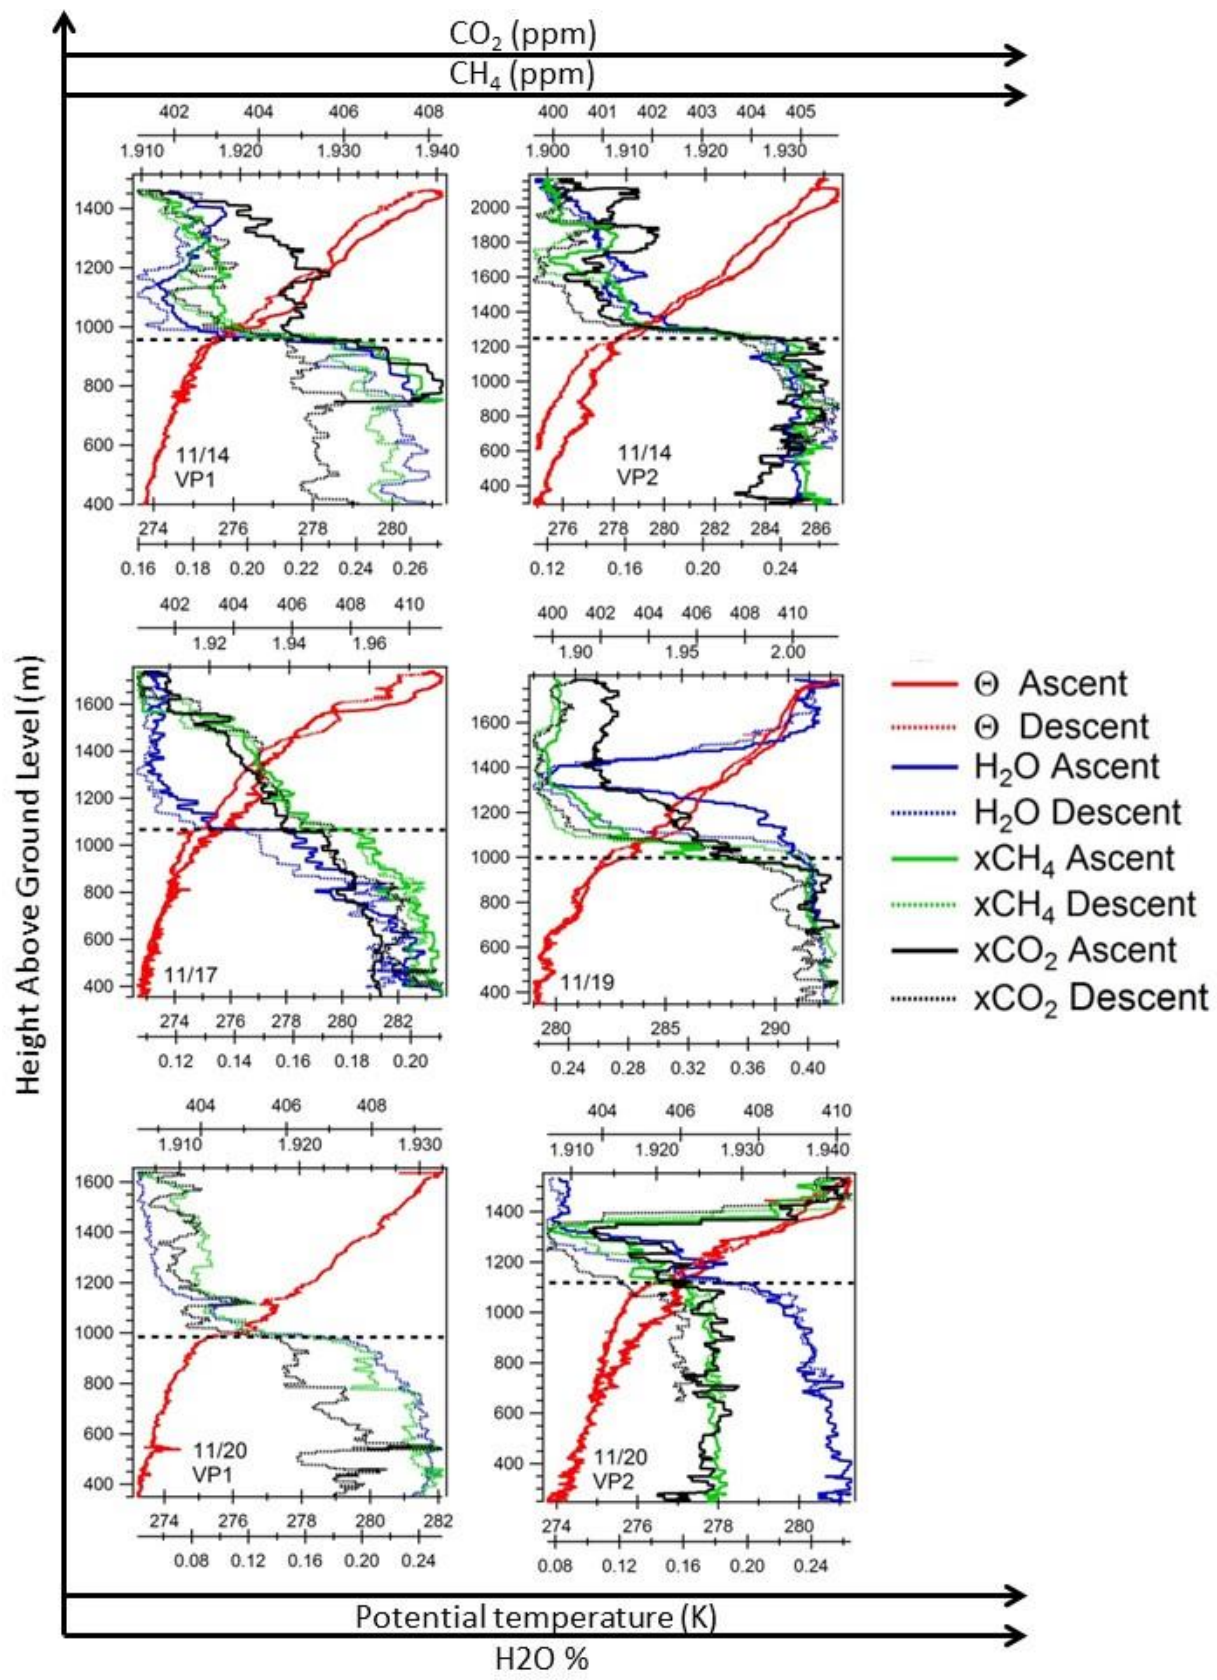 CO2 (ppm)
CH4 (ppm)
402 404 406 408
1.910 1.920 1.930 1.940
1400
1200
1000
800
600
400
11/14
VP1
274 276 278 280
0.16 0.18 0.20 0.22 0.24 0.26
400 401 402 403 404 405
1.900 1.910 1.920 1.930
2000
1800
1600
1400
1200
1000
800
600
400
11/14
VP2
276 278 280 282 284 286
0.12 0.16 0.20 0.24
402 404 406 408 410
1.92 1.94 1.96
1600
1400
1200
1000
800
600
400
11/17
274 276 278 280 282
0.12 0.14 0.16 0.18 0.20
400 402 404 406 408 410
1.90 1.95 2.00
1600
1400
1200
1000
800
600
400
11/19
280 285 290
0.24 0.28 0.32 0.36 0.40
404 406 408
1.910 1.920 1.930
1600
1400
1200
1000
800
600
400
11/20
VP1
274 276 278 280 282
0.08 0.12 0.16 0.20 0.24
404 406 408 410
1.910 1.920 1.930 1.940
1400
1200
1000
800
600
400
11/20
VP2
274 276 278 280
0.08 0.12 0.16 0.20 0.24
Height Above Ground Level (m)
Θ Ascent
Θ Descent
H2O Ascent
H2O Descent
xCH4 Ascent
xCH4 Descent
xCO2 Ascent
xCO2 Descent
Potential temperature (K)
H2O %